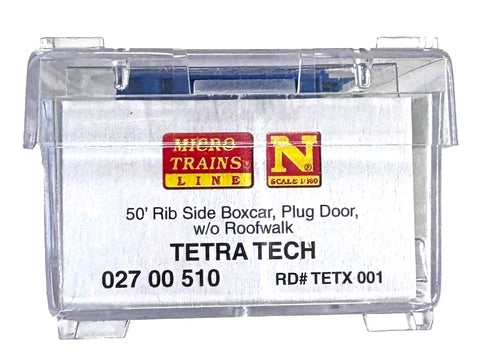 MICRO
TRAINS
LINE
N®
SCALE 1:160
50' Rib Side Boxcar, Plug Door,
w/o Roofwalk
TETRA TECH
027 00 510 RD# TETX 001